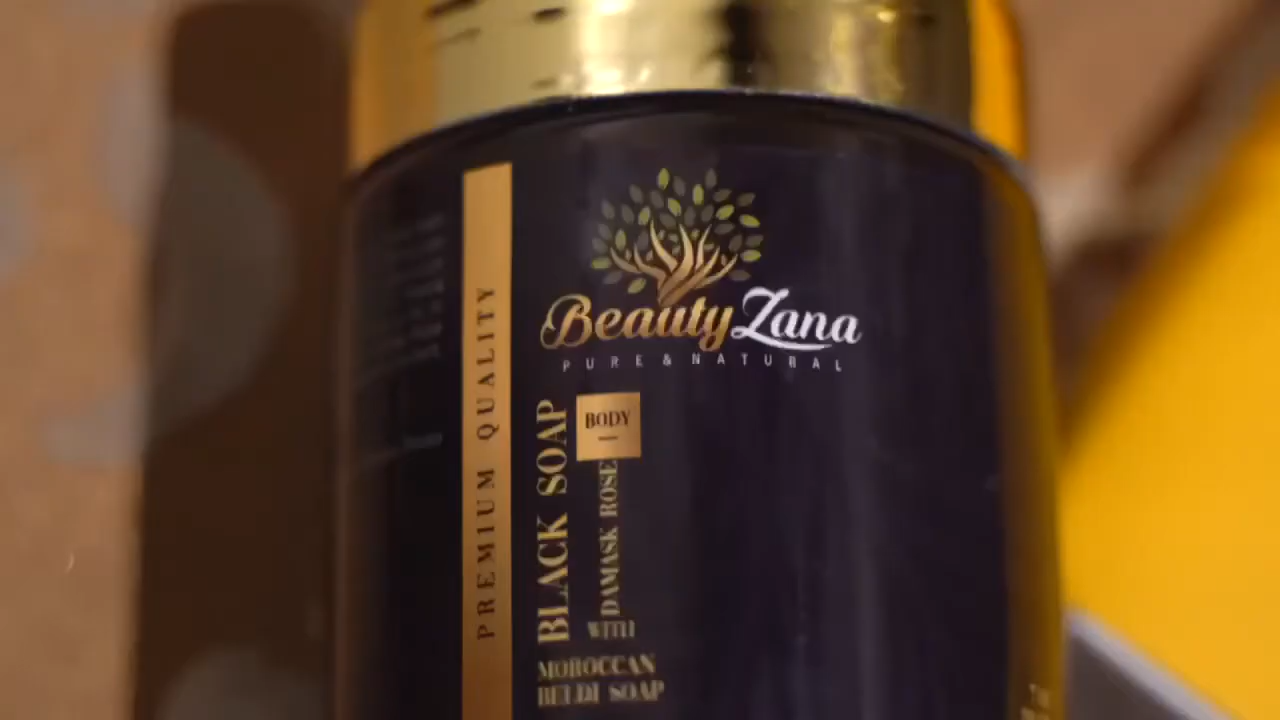 BeautyZana
PURE & NATURAL
PREMIUM QUALITY
BLACK SOAP
BODY
DAMASK ROSE
WITH
MOROCCAN
BELDI SOAP